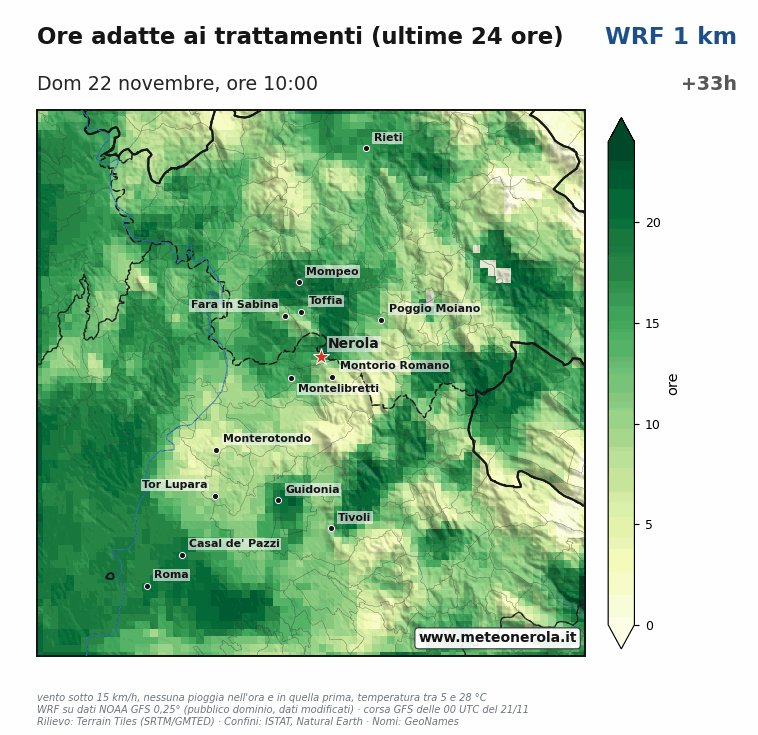 Ore adatte ai trattamenti (ultime 24 ore)
WRF 1 km
Dom 22 novembre, ore 10:00
+33h
Rieti
Mompeo
Fara in Sabina
Toffia
Poggio Moiano
Nerola
Montorio Romano
Montelibretti
Monterotondo
Tor Lupara
Guidonia
Tivoli
Casal de' Pazzi
Roma
www.meteonerola.it
20
15
10
5
0
ore
vento sotto 15 km/h, nessuna pioggia nell'ora e in quella prima, temperatura tra 5 e 28 °C
WRF su dati NOAA GFS 0,25° (pubblico dominio, dati modificati) · corsa GFS delle 00 UTC del 21/11
Rilievo: Terrain Tiles (SRTM/GMTED) · Confini: ISTAT, Natural Earth · Nomi: GeoNames